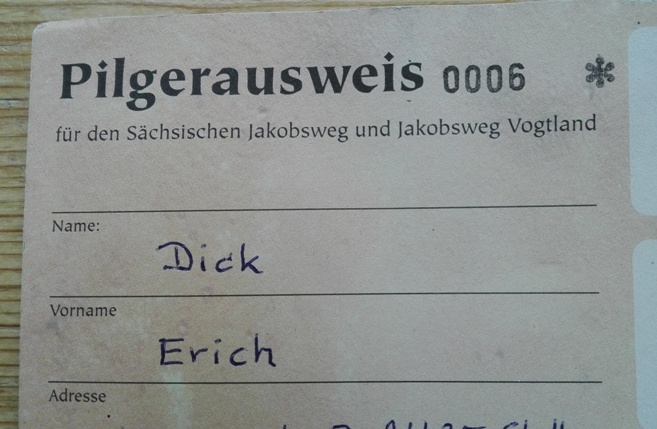 Pilgerausweis 0006 *
für den Sächsischen Jakobsweg und Jakobsweg Vogtland
Name:
Dick
Vorname
Erich
Adresse